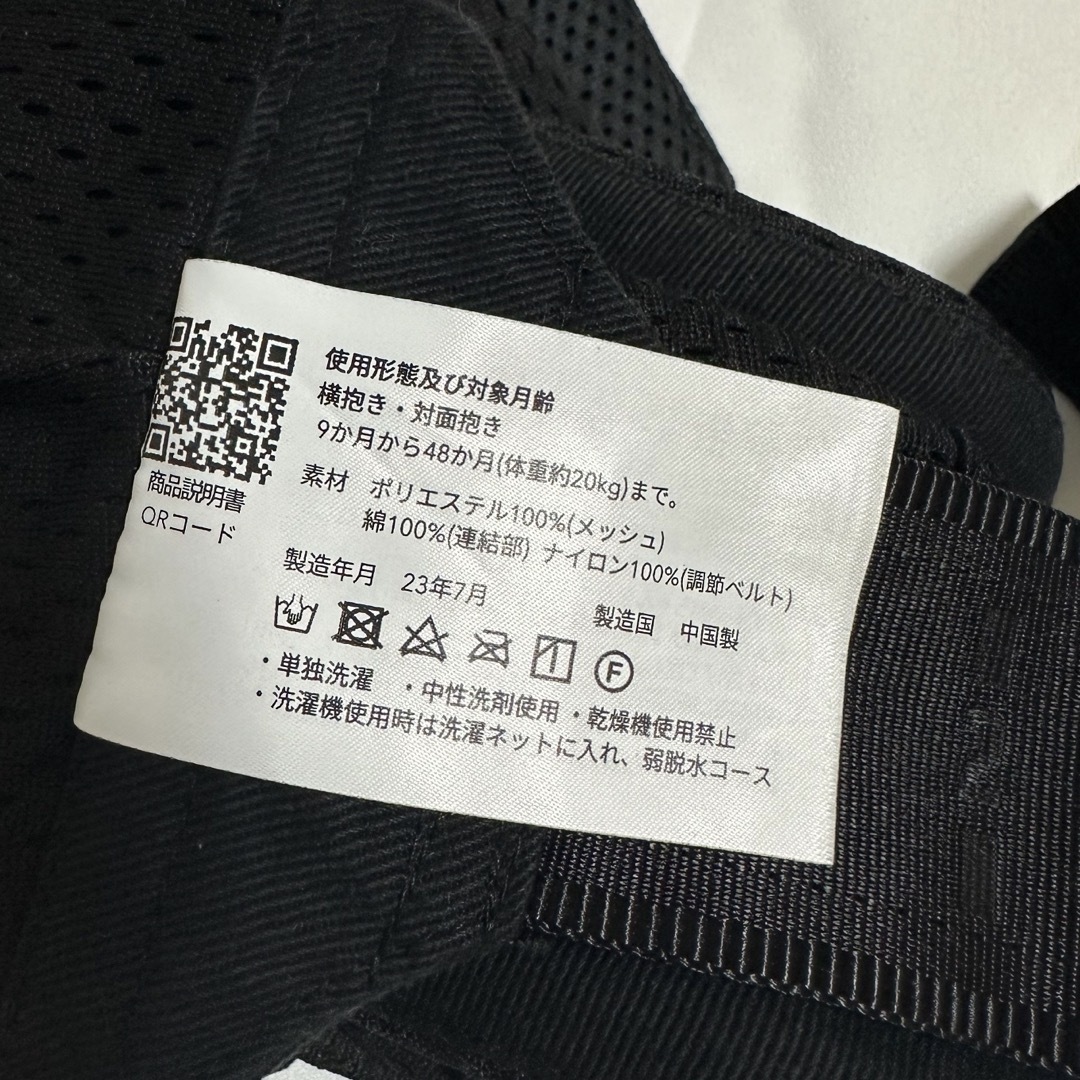 使用形態及び対象月齢
横抱き・対面抱き
9か月から48か月(体重約20kg)まで。
素材 ポリエステル100%(メッシュ)
綿100%(連結部) ナイロン100%(調節ベルト)
製造年月 23年7月
製造国 中国製
商品説明書
QRコード
F
・単独洗濯 ・中性洗剤使用・乾燥機使用禁止
・洗濯機使用時は洗濯ネットに入れ、弱脱水コース